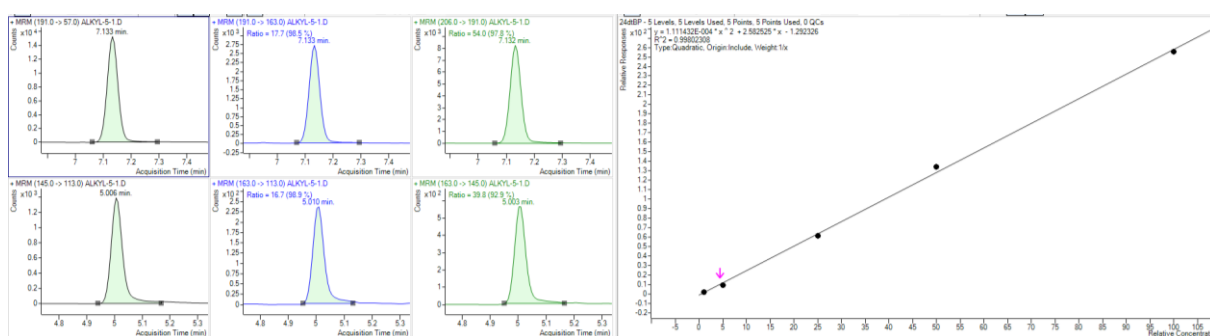 + MRM (191.0 -> 57.0) ALKYL-5-1.D
Counts
x10 4
7.133 min.
1.6
1.4
1.2
1
0.8
0.6
0.4
0.2
0
7 7.1 7.2 7.3 7.4
Acquisition Time (min)
+ MRM (191.0 -> 163.0) ALKYL-5-1.D
Counts
x10 2
Ratio = 17.7 (98.5 %)
7.133 min.
2.75
2.5
2.25
2
1.75
1.5
1.25
1
0.75
0.5
0.25
0
-0.25
7 7.1 7.2 7.3 7.4
Acquisition Time (min)
+ MRM (206.0 -> 191.0) ALKYL-5-1.D
Counts
Ratio = 54.0 (97.8 %)
7.132 min.
8
7
6
5
4
3
2
1
0
7 7.1 7.2 7.3 7.4
Acquisition Time (min)
+ MRM (145.0 -> 113.0) ALKYL-5-1.D
Counts
x10 3
5.006 min.
1.2
1
0.8
0.6
0.4
0.2
0
4.8 4.9 5 5.1 5.2 5.3
Acquisition Time (min)
+ MRM (163.0 -> 113.0) ALKYL-5-1.D
Counts
x10 2
Ratio = 16.7 (98.9 %)
5.010 min.
2.25
2
1.75
1.5
1.25
1
0.75
0.5
0.25
0
4.8 4.9 5 5.1 5.2 5.3
Acquisition Time (min)
+ MRM (163.0 -> 145.0) ALKYL-5-1.D
Counts
x10 2
Ratio = 39.8 (92.9 %)
5.003 min.
5
4
3
2
1
0
4.8 4.9 5 5.1 5.2 5.3
Acquisition Time (min)
24dtBP - 5 Levels, 5 Levels Used, 5 Points, 5 Points Used, 0 QCs
Relative Responses
x10 2
y = 1.111432E-004 * x ^ 2 + 2.582525 * x - 1.292326
R^2 = 0.99802308
Type:Quadratic, Origin:Include, Weight:1/x
2.7
2.6
2.5
2.4
2.3
2.2
2.1
2
1.9
1.8
1.7
1.6
1.5
1.4
1.3
1.2
1.1
1
0.9
0.8
0.7
0.6
0.5
0.4
0.3
0.2
0.1
0
-0.1
-0.2
-5 0 5 10 15 20 25 30 35 40 45 50 55 60 65 70 75 80 85 90 95 100 105
Relative Concentrat